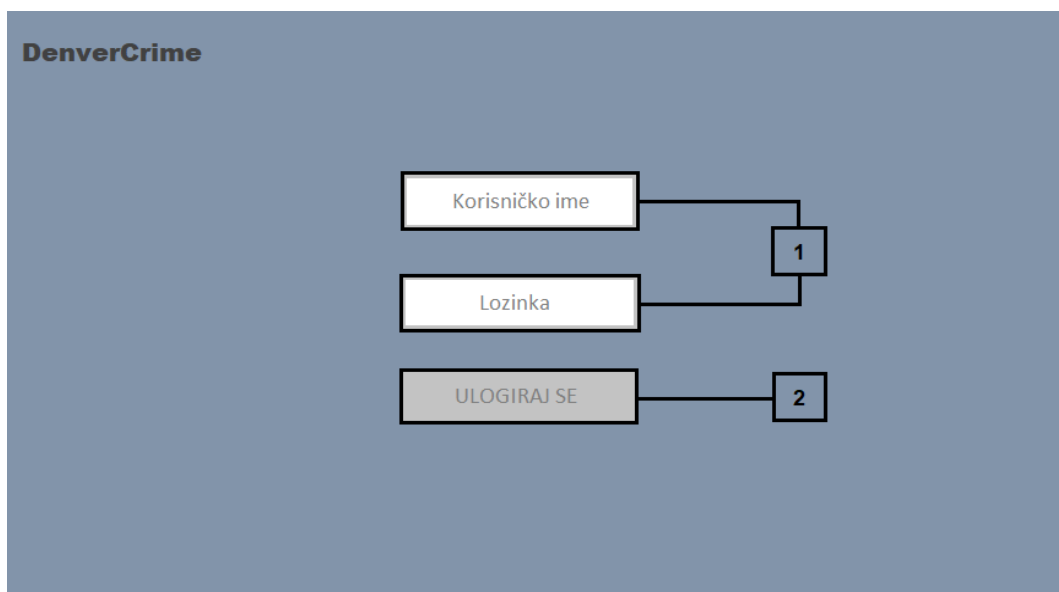 DenverCrime
Korisničko ime
1
Lozinka
ULOGIRAJ SE
2